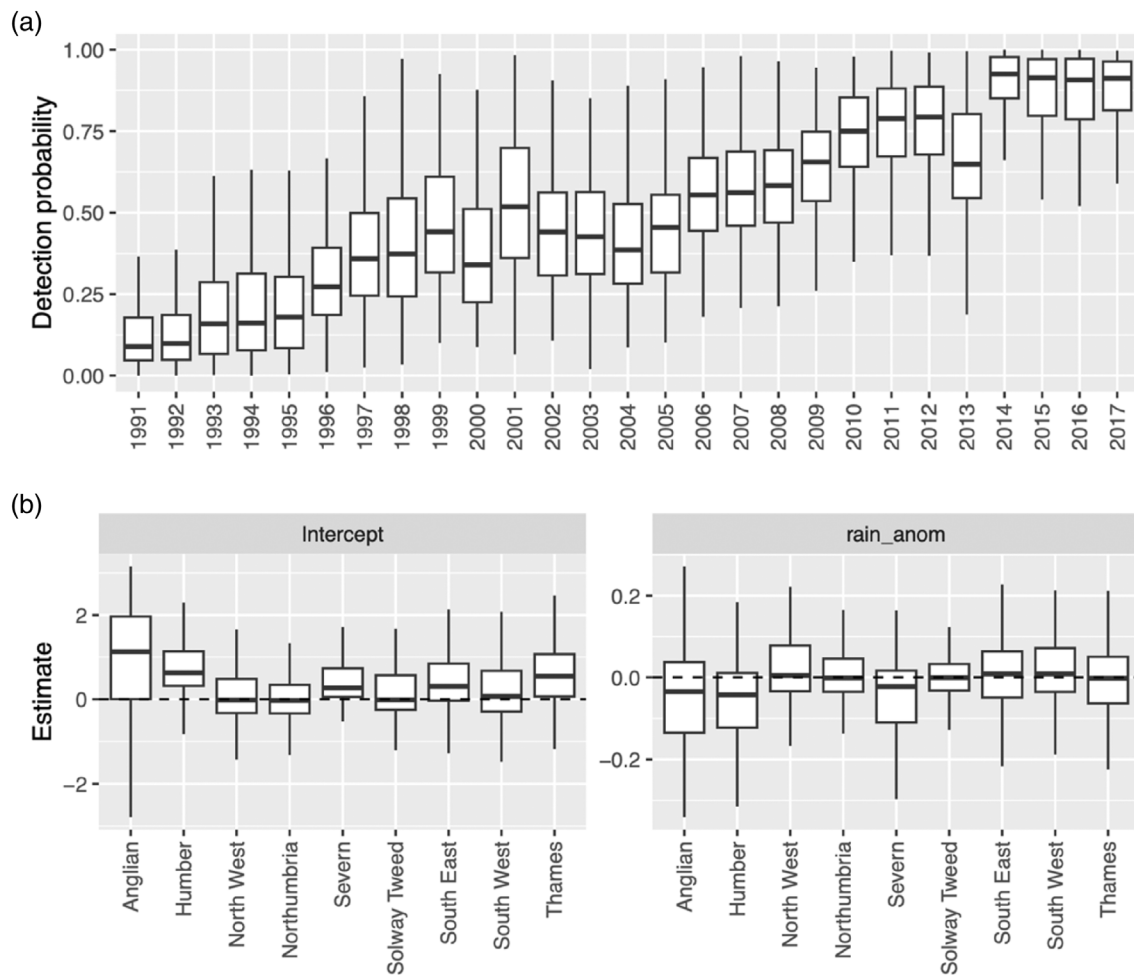 (a)
Detection probability
1.00
0.75
0.50
0.25
0.00
1991
1992
1993
1994
1995
1996
1997
1998
1999
2000
2001
2002
2003
2004
2005
2006
2007
2008
2009
2010
2011
2012
2013
2014
2015
2016
2017
(b)
Estimate
Intercept
2
0
−2
Anglian
Humber
North West
Northumbria
Severn
Solway Tweed
South East
South West
Thames
rain_anom
0.2
0.0
−0.2
Anglian
Humber
North West
Northumbria
Severn
Solway Tweed
South East
South West
Thames